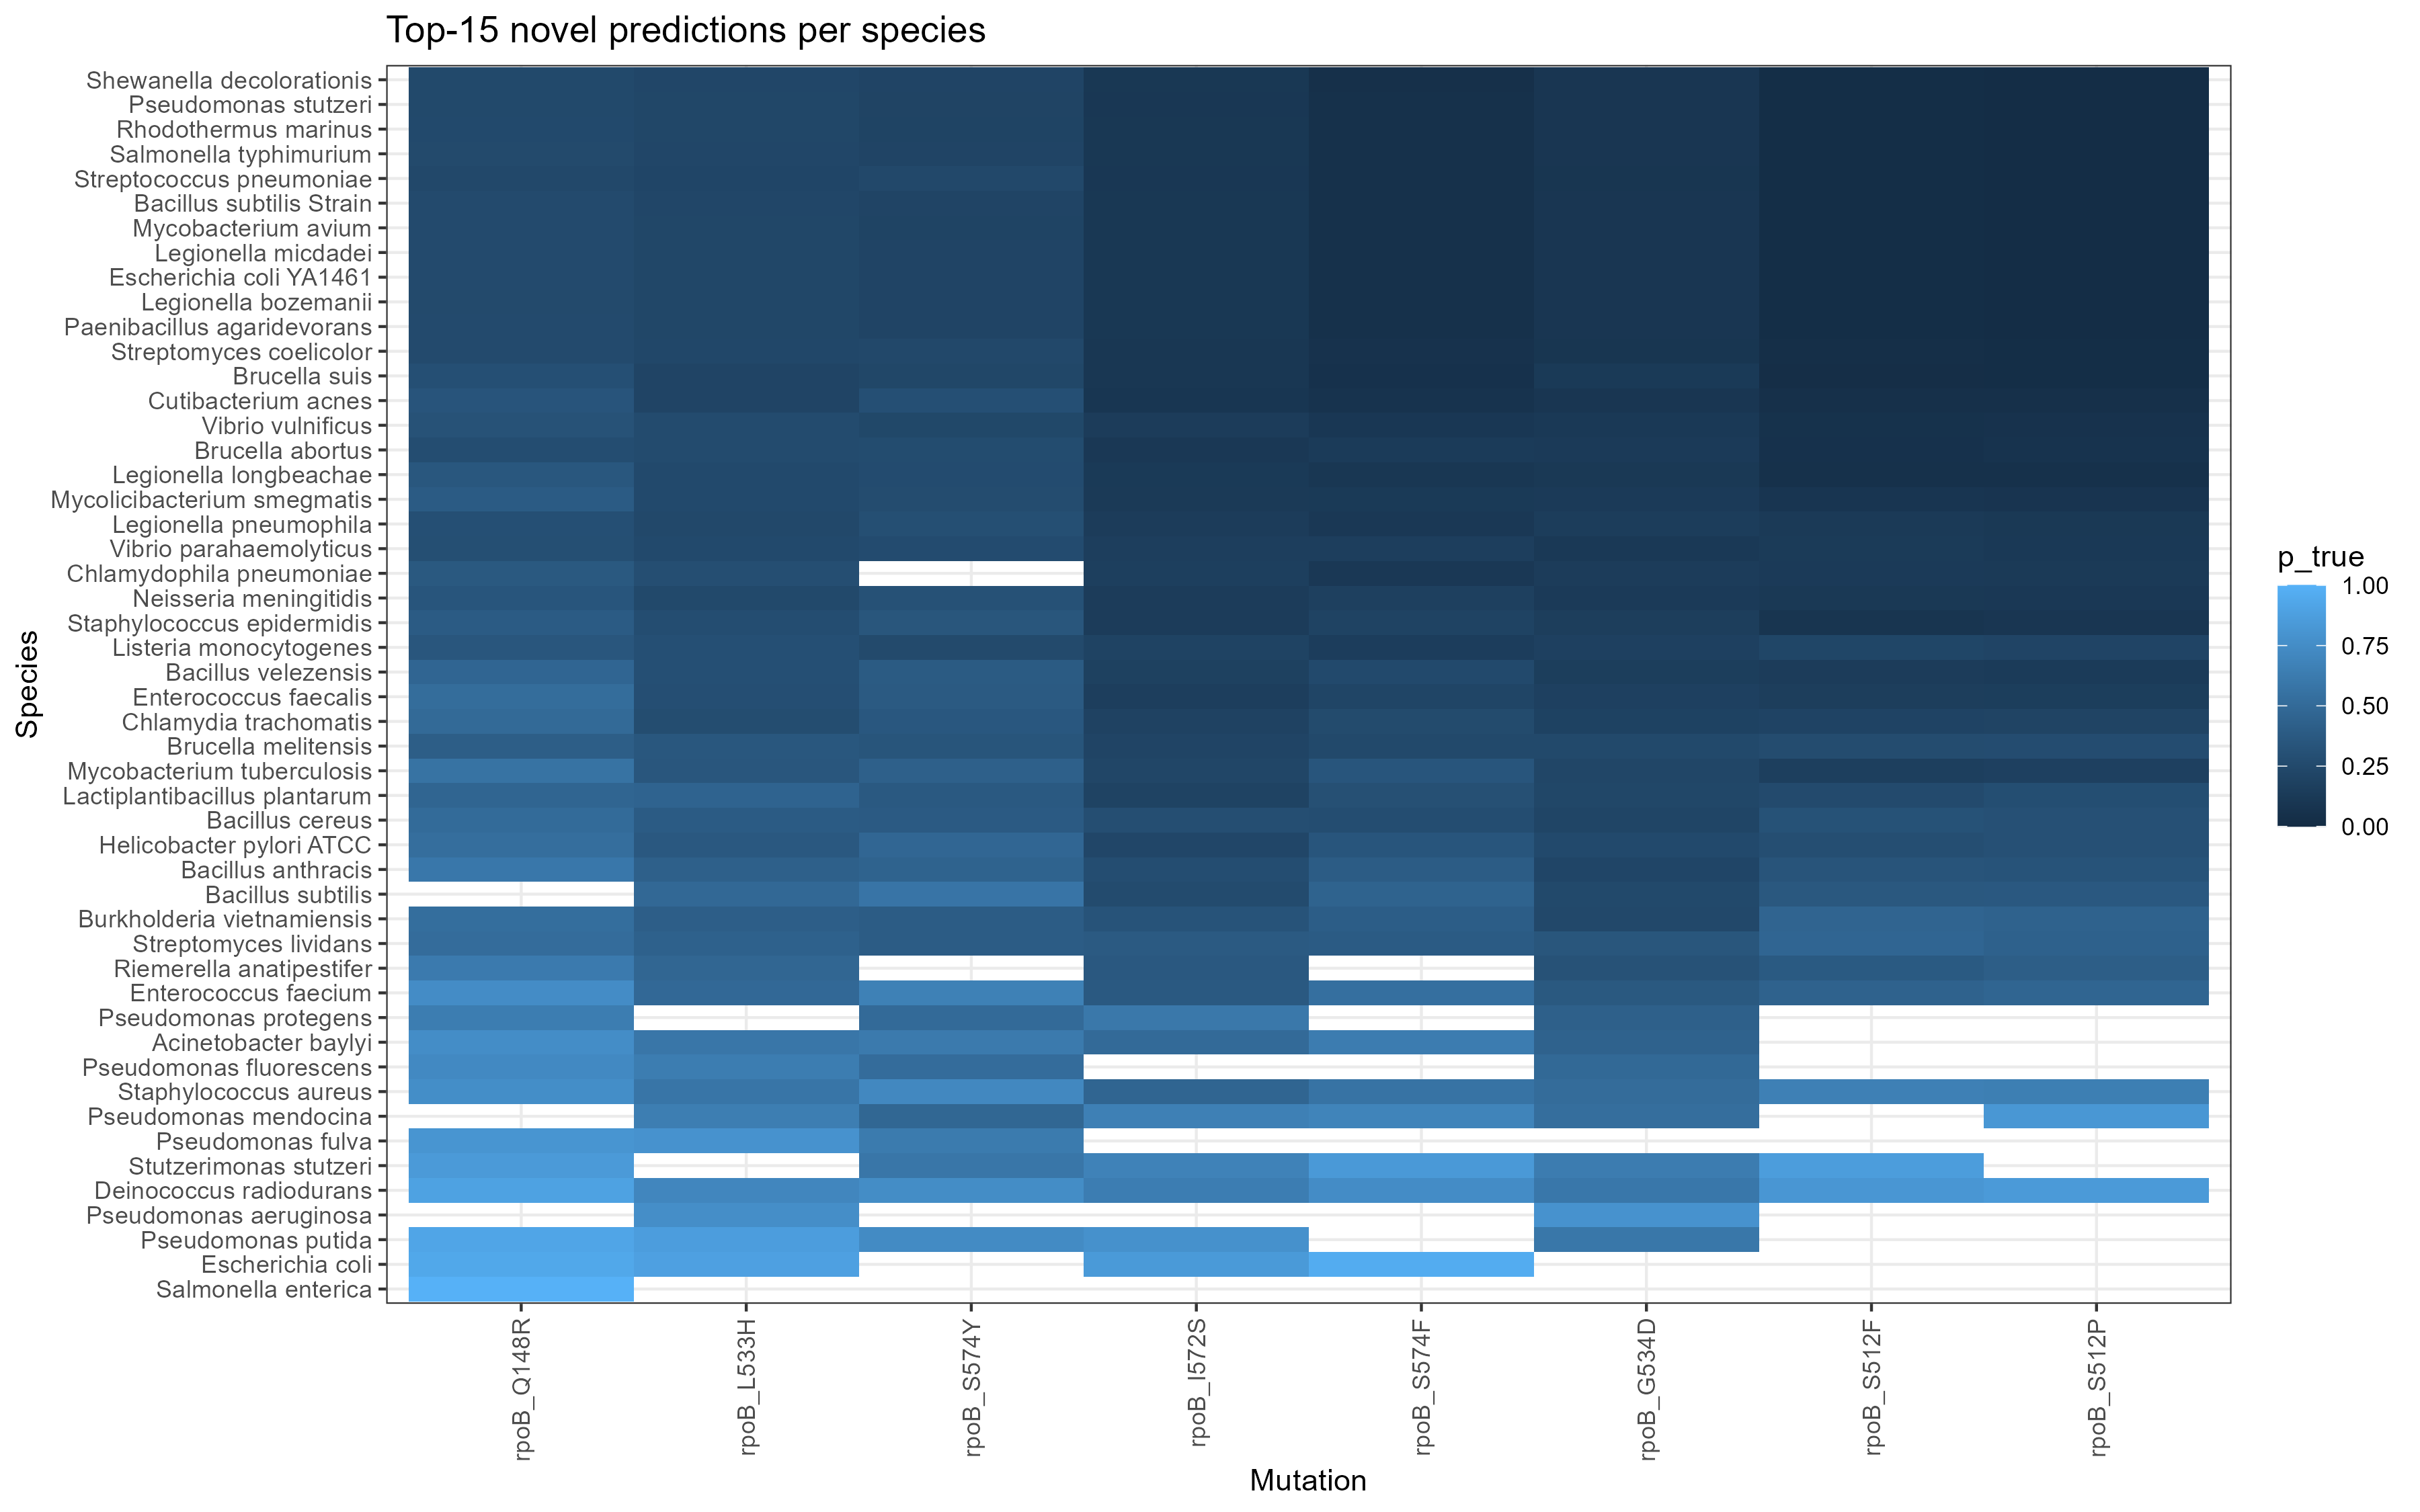 Top-15 novel predictions per species
Species
Shewanella decolorationis
Pseudomonas stutzeri
Rhodothermus marinus
Salmonella typhimurium
Streptococcus pneumoniae
Bacillus subtilis Strain
Mycobacterium avium
Legionella micdadei
Escherichia coli YA1461
Legionella bozemanii
Paenibacillus agaridevorans
Streptomyces coelicolor
Brucella suis
Cutibacterium acnes
Vibrio vulnificus
Brucella abortus
Legionella longbeachae
Mycolicibacterium smegmatis
Legionella pneumophila
Vibrio parahaemolyticus
Chlamydophila pneumoniae
Neisseria meningitidis
Staphylococcus epidermidis
Listeria monocytogenes
Bacillus velezensis
Enterococcus faecalis
Chlamydia trachomatis
Brucella melitensis
Mycobacterium tuberculosis
Lactiplantibacillus plantarum
Bacillus cereus
Helicobacter pylori ATCC
Bacillus anthracis
Bacillus subtilis
Burkholderia vietnamiensis
Streptomyces lividans
Riemerella anatipestifer
Enterococcus faecium
Pseudomonas protegens
Acinetobacter baylyi
Pseudomonas fluorescens
Staphylococcus aureus
Pseudomonas mendocina
Pseudomonas fulva
Stutzerimonas stutzeri
Deinococcus radiodurans
Pseudomonas aeruginosa
Pseudomonas putida
Escherichia coli
Salmonella enterica
rpoB_Q148R
rpoB_L533H
rpoB_S574Y
rpoB_I572S
rpoB_S574F
rpoB_G534D
rpoB_S512F
rpoB_S512P
Mutation
p_true
1.00
0.75
0.50
0.25
0.00